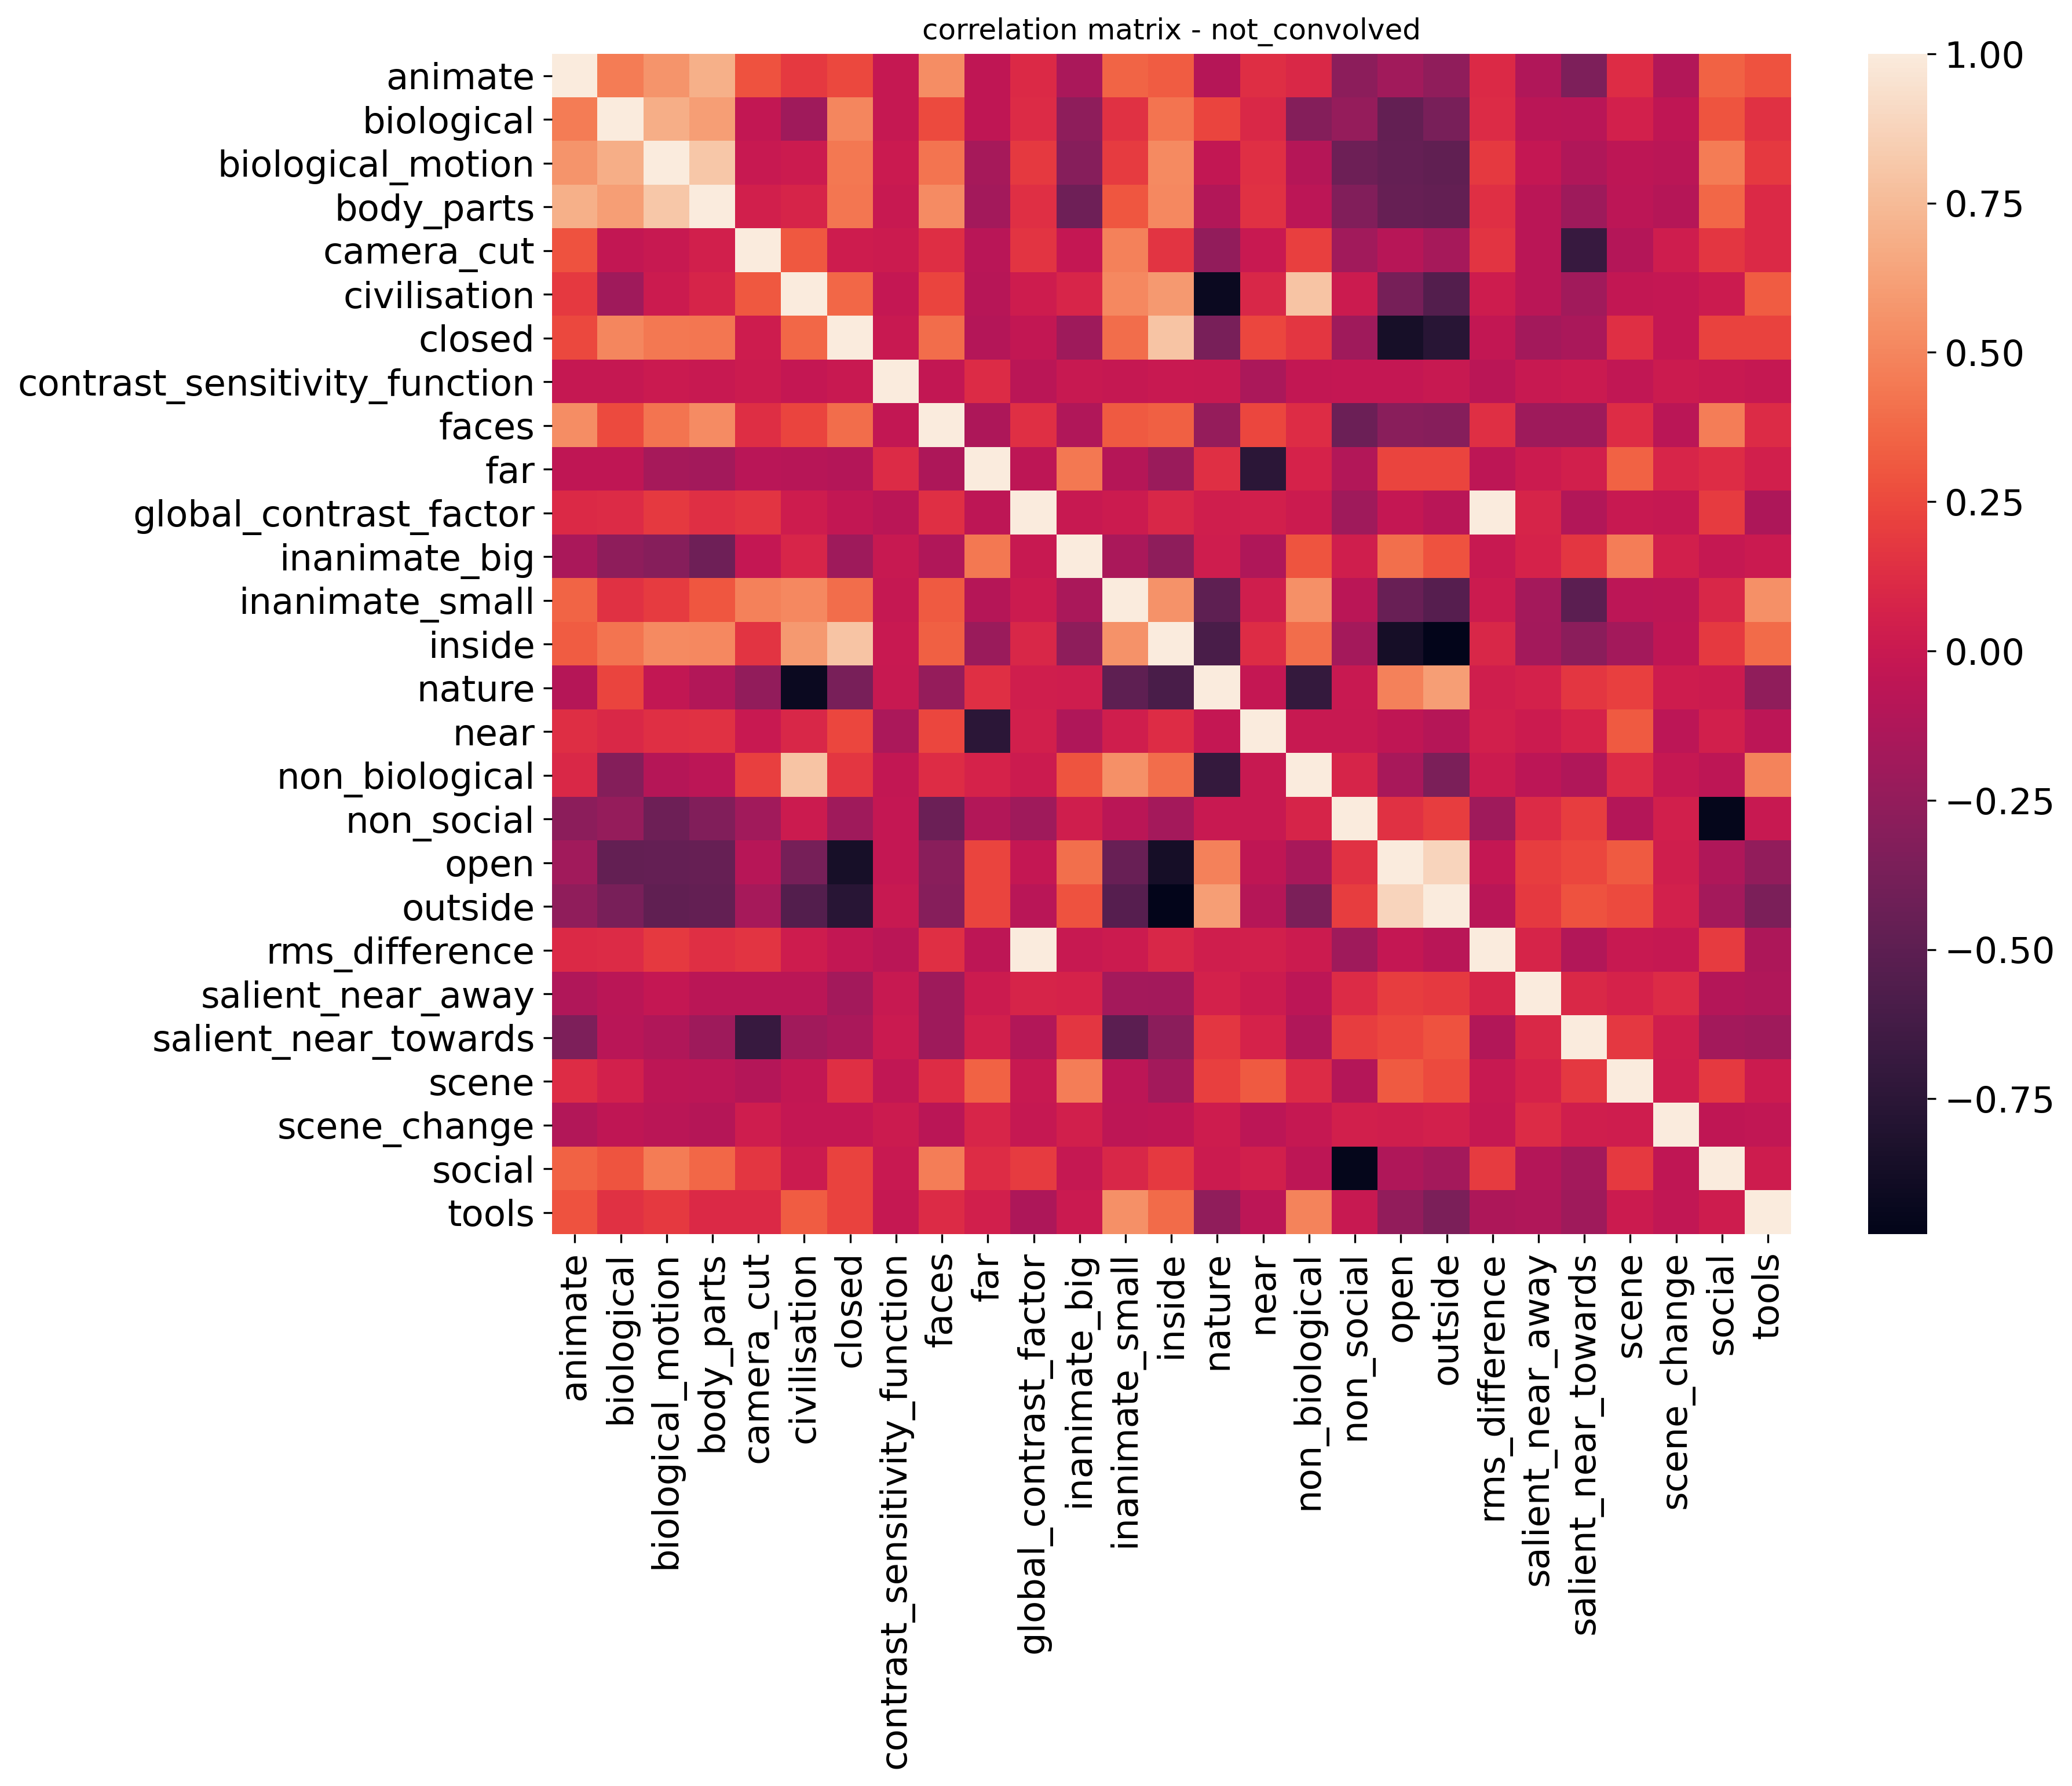 correlation matrix - not_convolved
animate
biological
biological_motion
body_parts
camera_cut
civilisation
closed
contrast_sensitivity_function
faces
far
global_contrast_factor
inanimate_big
inanimate_small
inside
nature
near
non_biological
non_social
open
outside
rms_difference
salient_near_away
salient_near_towards
scene
scene_change
social
tools
animate
biological
biological_motion
body_parts
camera_cut
civilisation
closed
contrast_sensitivity_function
faces
far
global_contrast_factor
inanimate_big
inanimate_small
inside
nature
near
non_biological
non_social
open
outside
rms_difference
salient_near_away
salient_near_towards
scene
scene_change
social
tools
1.00
0.75
0.50
0.25
0.00
−0.25
−0.50
−0.75